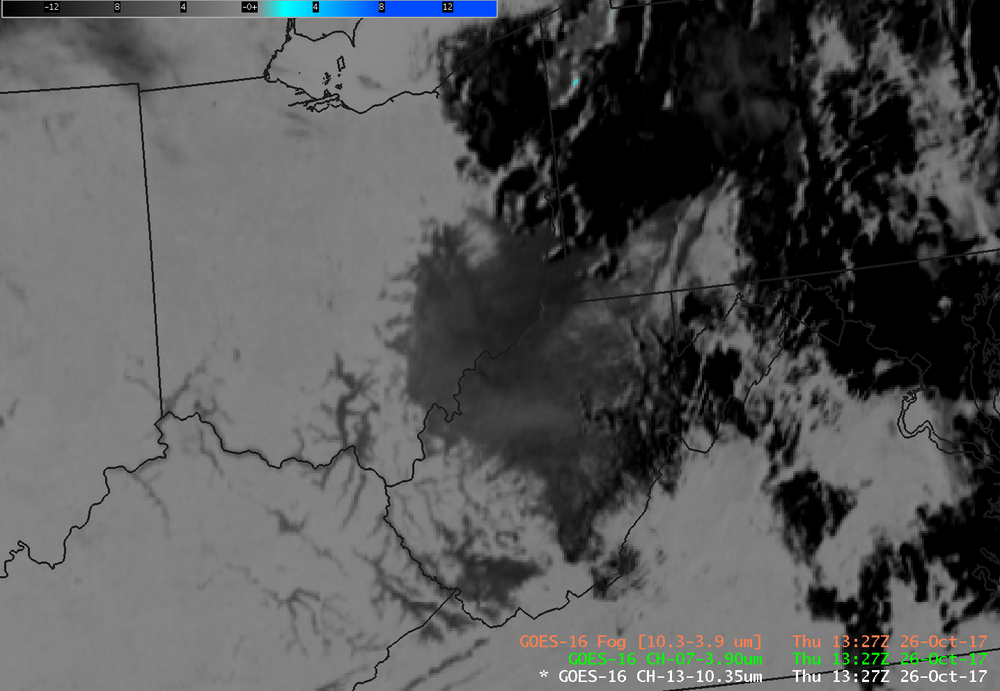 -12 8 4 -0+ 4 8 12
GOES-16 Fog [10.3-3.9 um] Thu 13:27Z 26-Oct-17
GOES-16 CH-07-3.90um Thu 13:27Z 26-Oct-17
* GOES-16 CH-13-10.35um Thu 13:27Z 26-Oct-17